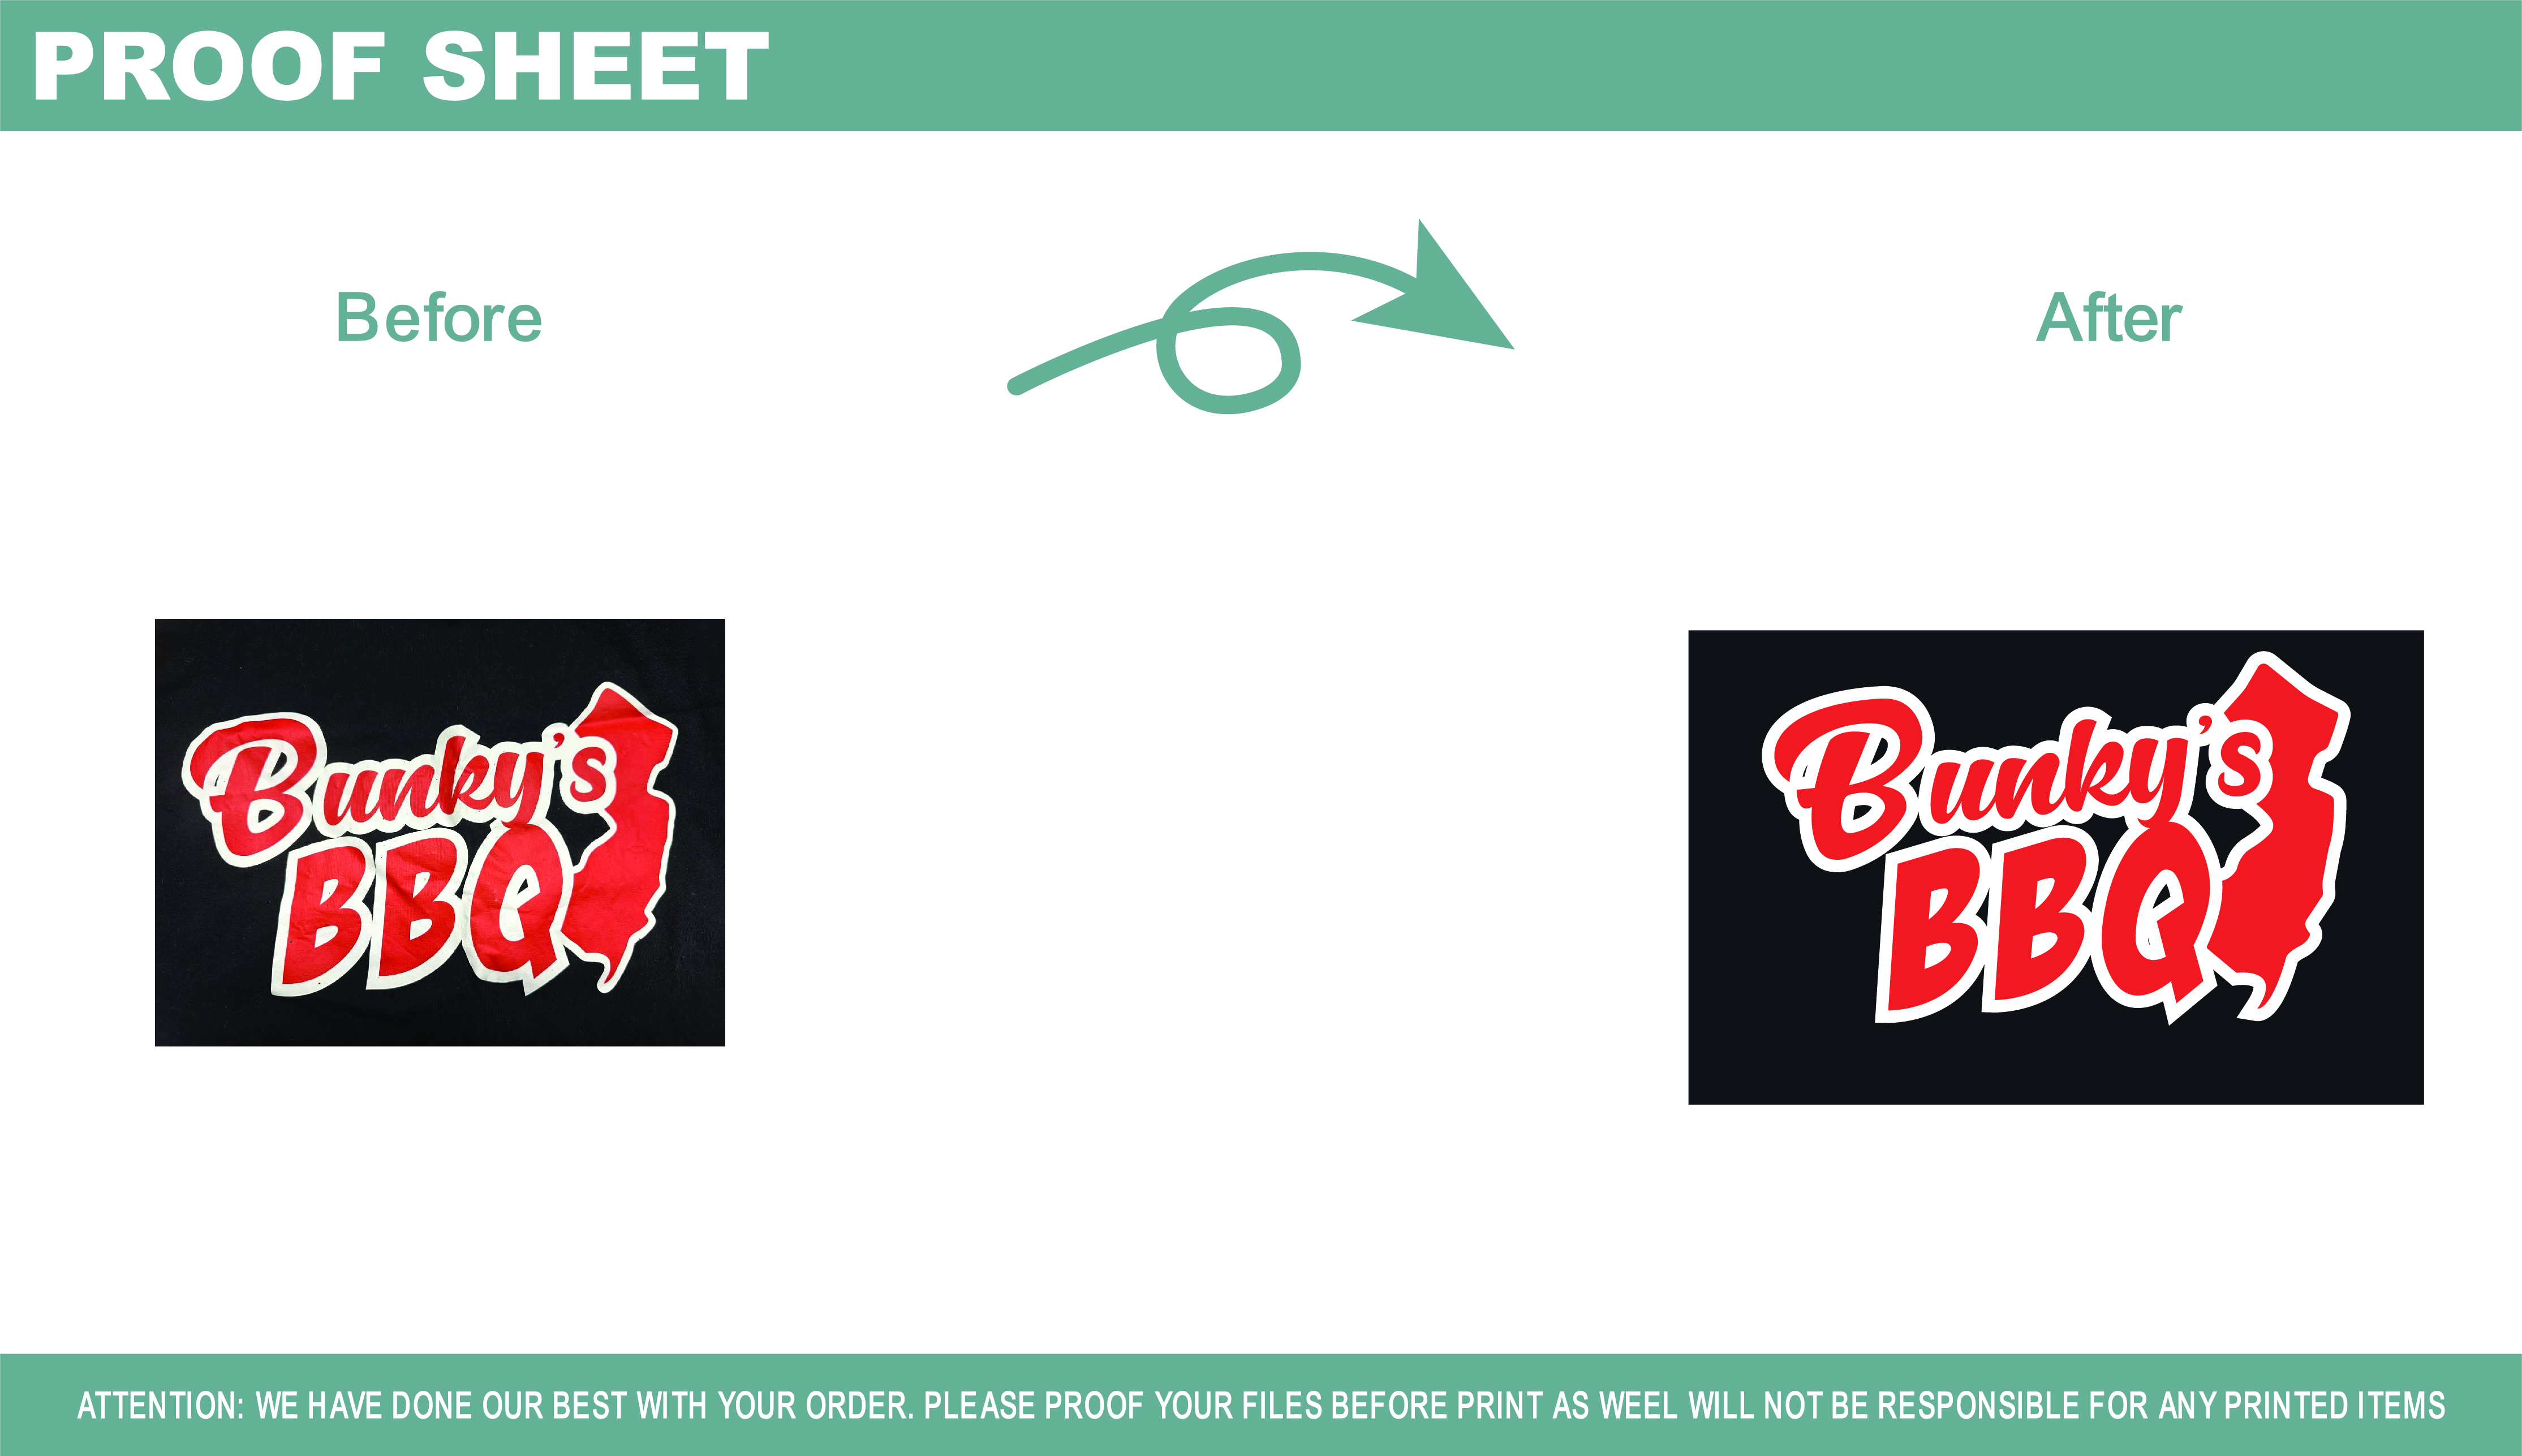 PROOF SHEET
Before
After
Bunky's
BBQ
Bunky's
BBQ
ATTENTION: WE HAVE DONE OUR BEST WITH YOUR ORDER. PLEASE PROOF YOUR FILES BEFORE PRINT AS WEEL WILL NOT BE RESPONSIBLE FOR ANY PRINTED ITEMS